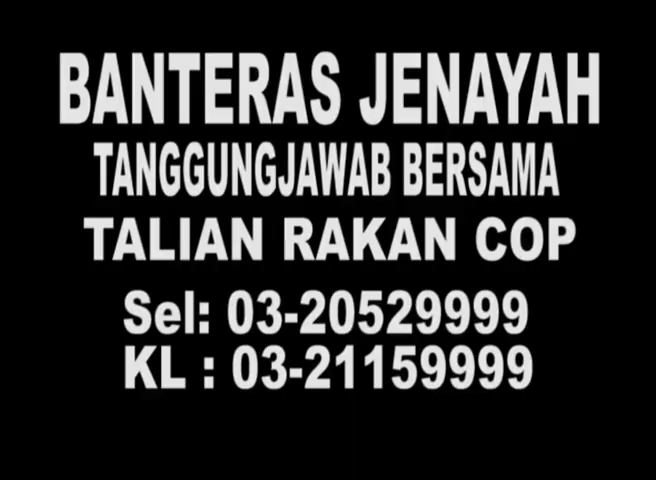 BANTERAS JENAYAH
TANGGUNGJAWAB BERSAMA
TALIAN RAKAN COP
Sel: 03-20529999
KL : 03-21159999